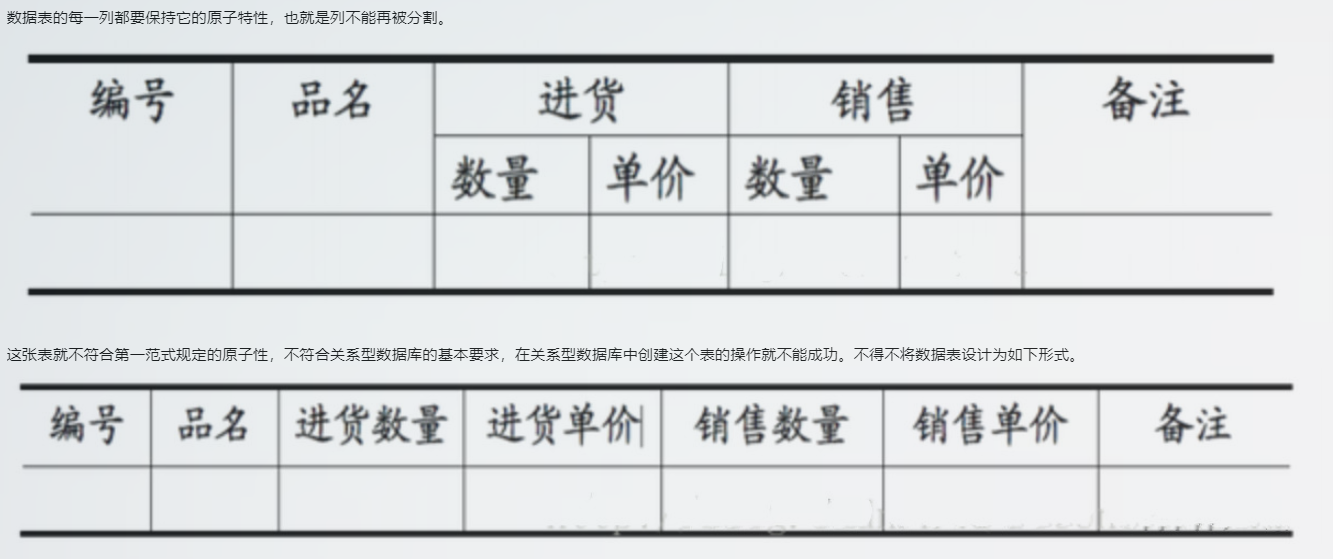 数据表的每一列都要保持它的原子特性，也就是列不能再被分割。
编号 品名 进货 销售 备注
数量 单价 数量 单价
这张表就不符合第一范式规定的原子性，不符合关系型数据库的基本要求，在关系型数据库中创建这个表的操作就不能成功。不得不将数据表设计为如下形式。
编号 品名 进货数量 进货单价 销售数量 销售单价 备注